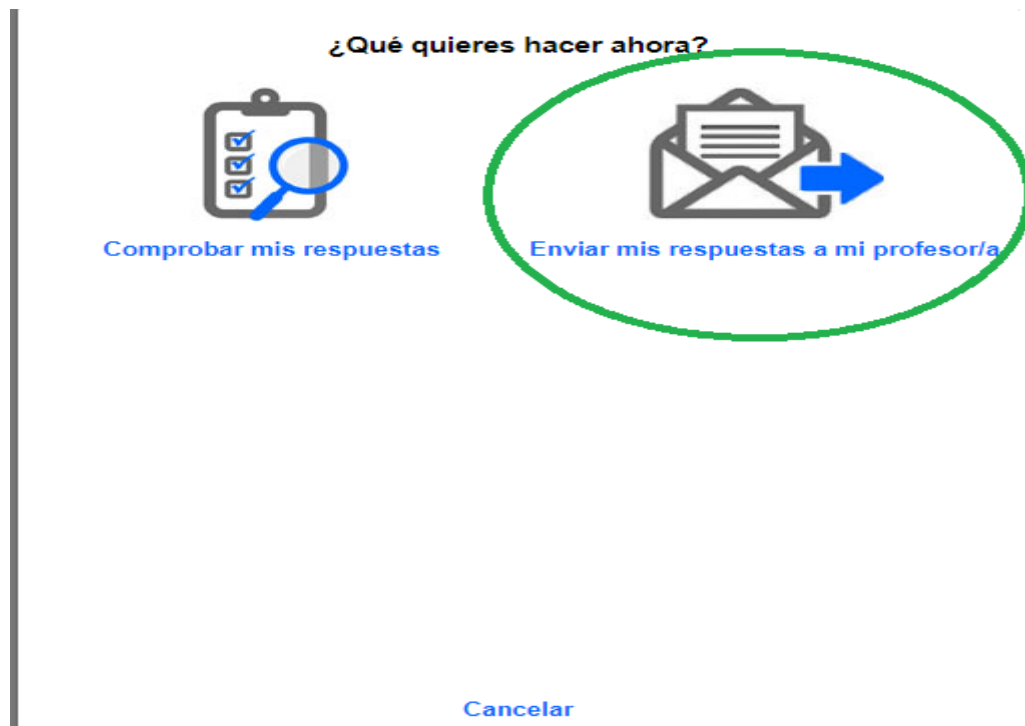 ¿Qué quieres hacer ahora?
Comprobar mis respuestas
Enviar mis respuestas a mi profesor/a
Cancelar